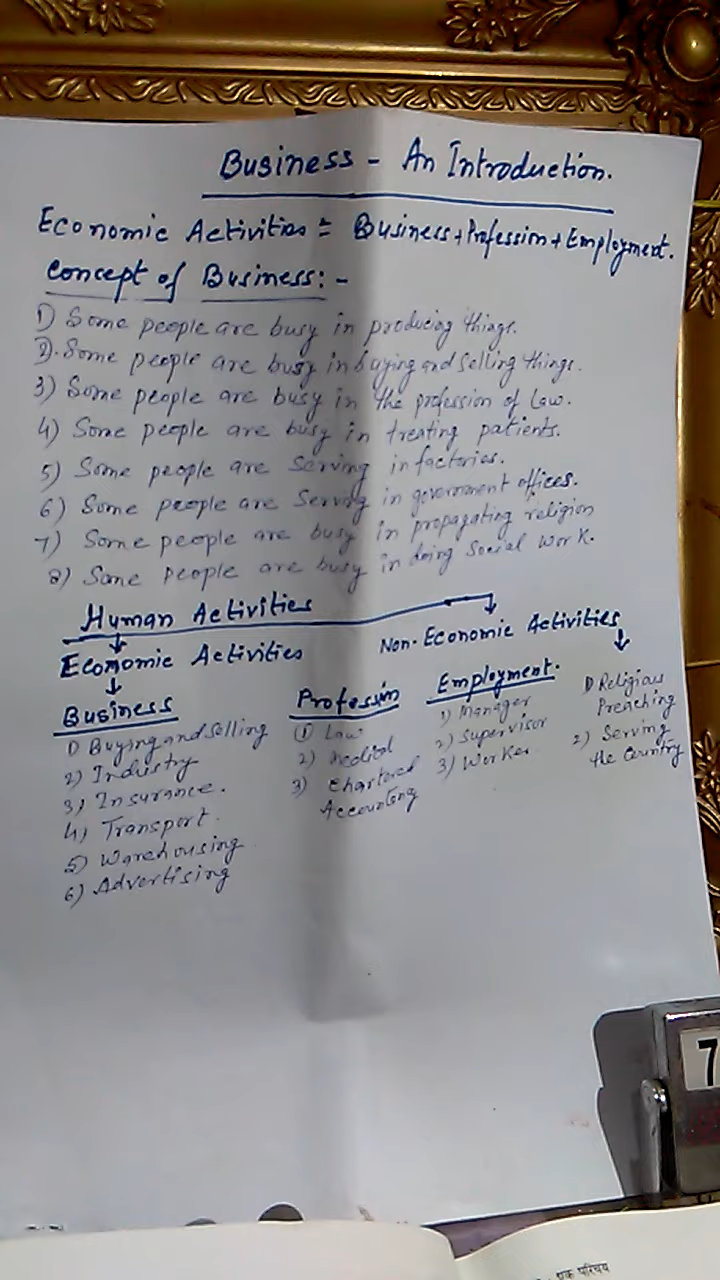 Business - An Introduction.
Economic Activities = Business + Profession + Employment.
Concept of Business: -
1) Some people are busy in producing things.
2). Some people are busy in buying and selling things.
3) Some people are busy in the profession of law.
4) Some people are busy in treating patients.
5) Some people are serving in factories.
6) Some people are serving in government offices.
7) Some people are busy in propagating religion
8) Some people are busy in doing social work.
Human Activities
Economic Activities
Non-Economic Activities
Business
1) Buying and Selling
2) Industry
3) Insurance.
4) Transport.
5) Warehousing
6) Advertising
Profession
1) Law
2) Medical
3) Chartered
Accounting
Employment.
1) Manager
2) Supervisor
3) Worker
1) Religious
Preaching
2) Serving
the Country
7
एक परिचय